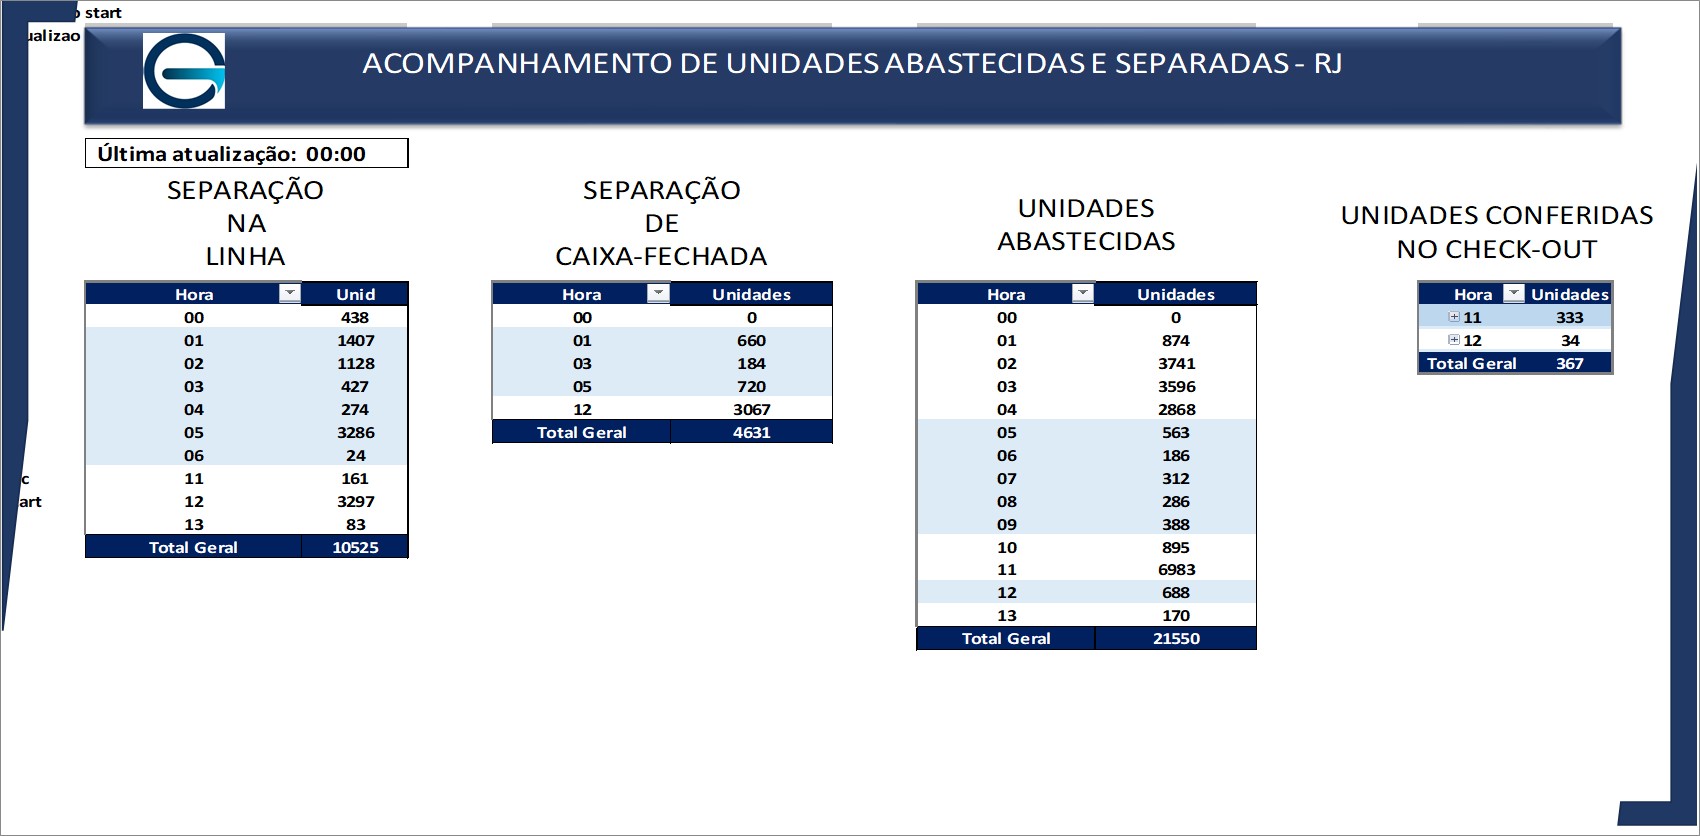 start
ualizao
ACOMPANHAMENTO DE UNIDADES ABASTECIDAS E SEPARADAS - RJ
Última atualização: 00:00
SEPARAÇÃO
NA
LINHA
Hora Unid
00 438
01 1407
02 1128
03 427
04 274
05 3286
06 24
11 161
12 3297
13 83
Total Geral 10525
SEPARAÇÃO
DE
CAIXA-FECHADA
Hora Unidades
00 0
01 660
03 184
05 720
12 3067
Total Geral 4631
UNIDADES
ABASTECIDAS
Hora Unidades
00 0
01 874
02 3741
03 3596
04 2868
05 563
06 186
07 312
08 286
09 388
10 895
11 6983
12 688
13 170
Total Geral 21550
UNIDADES CONFERIDAS
NO CHECK-OUT
Hora Unidades
11 333
12 34
Total Geral 367
c
art